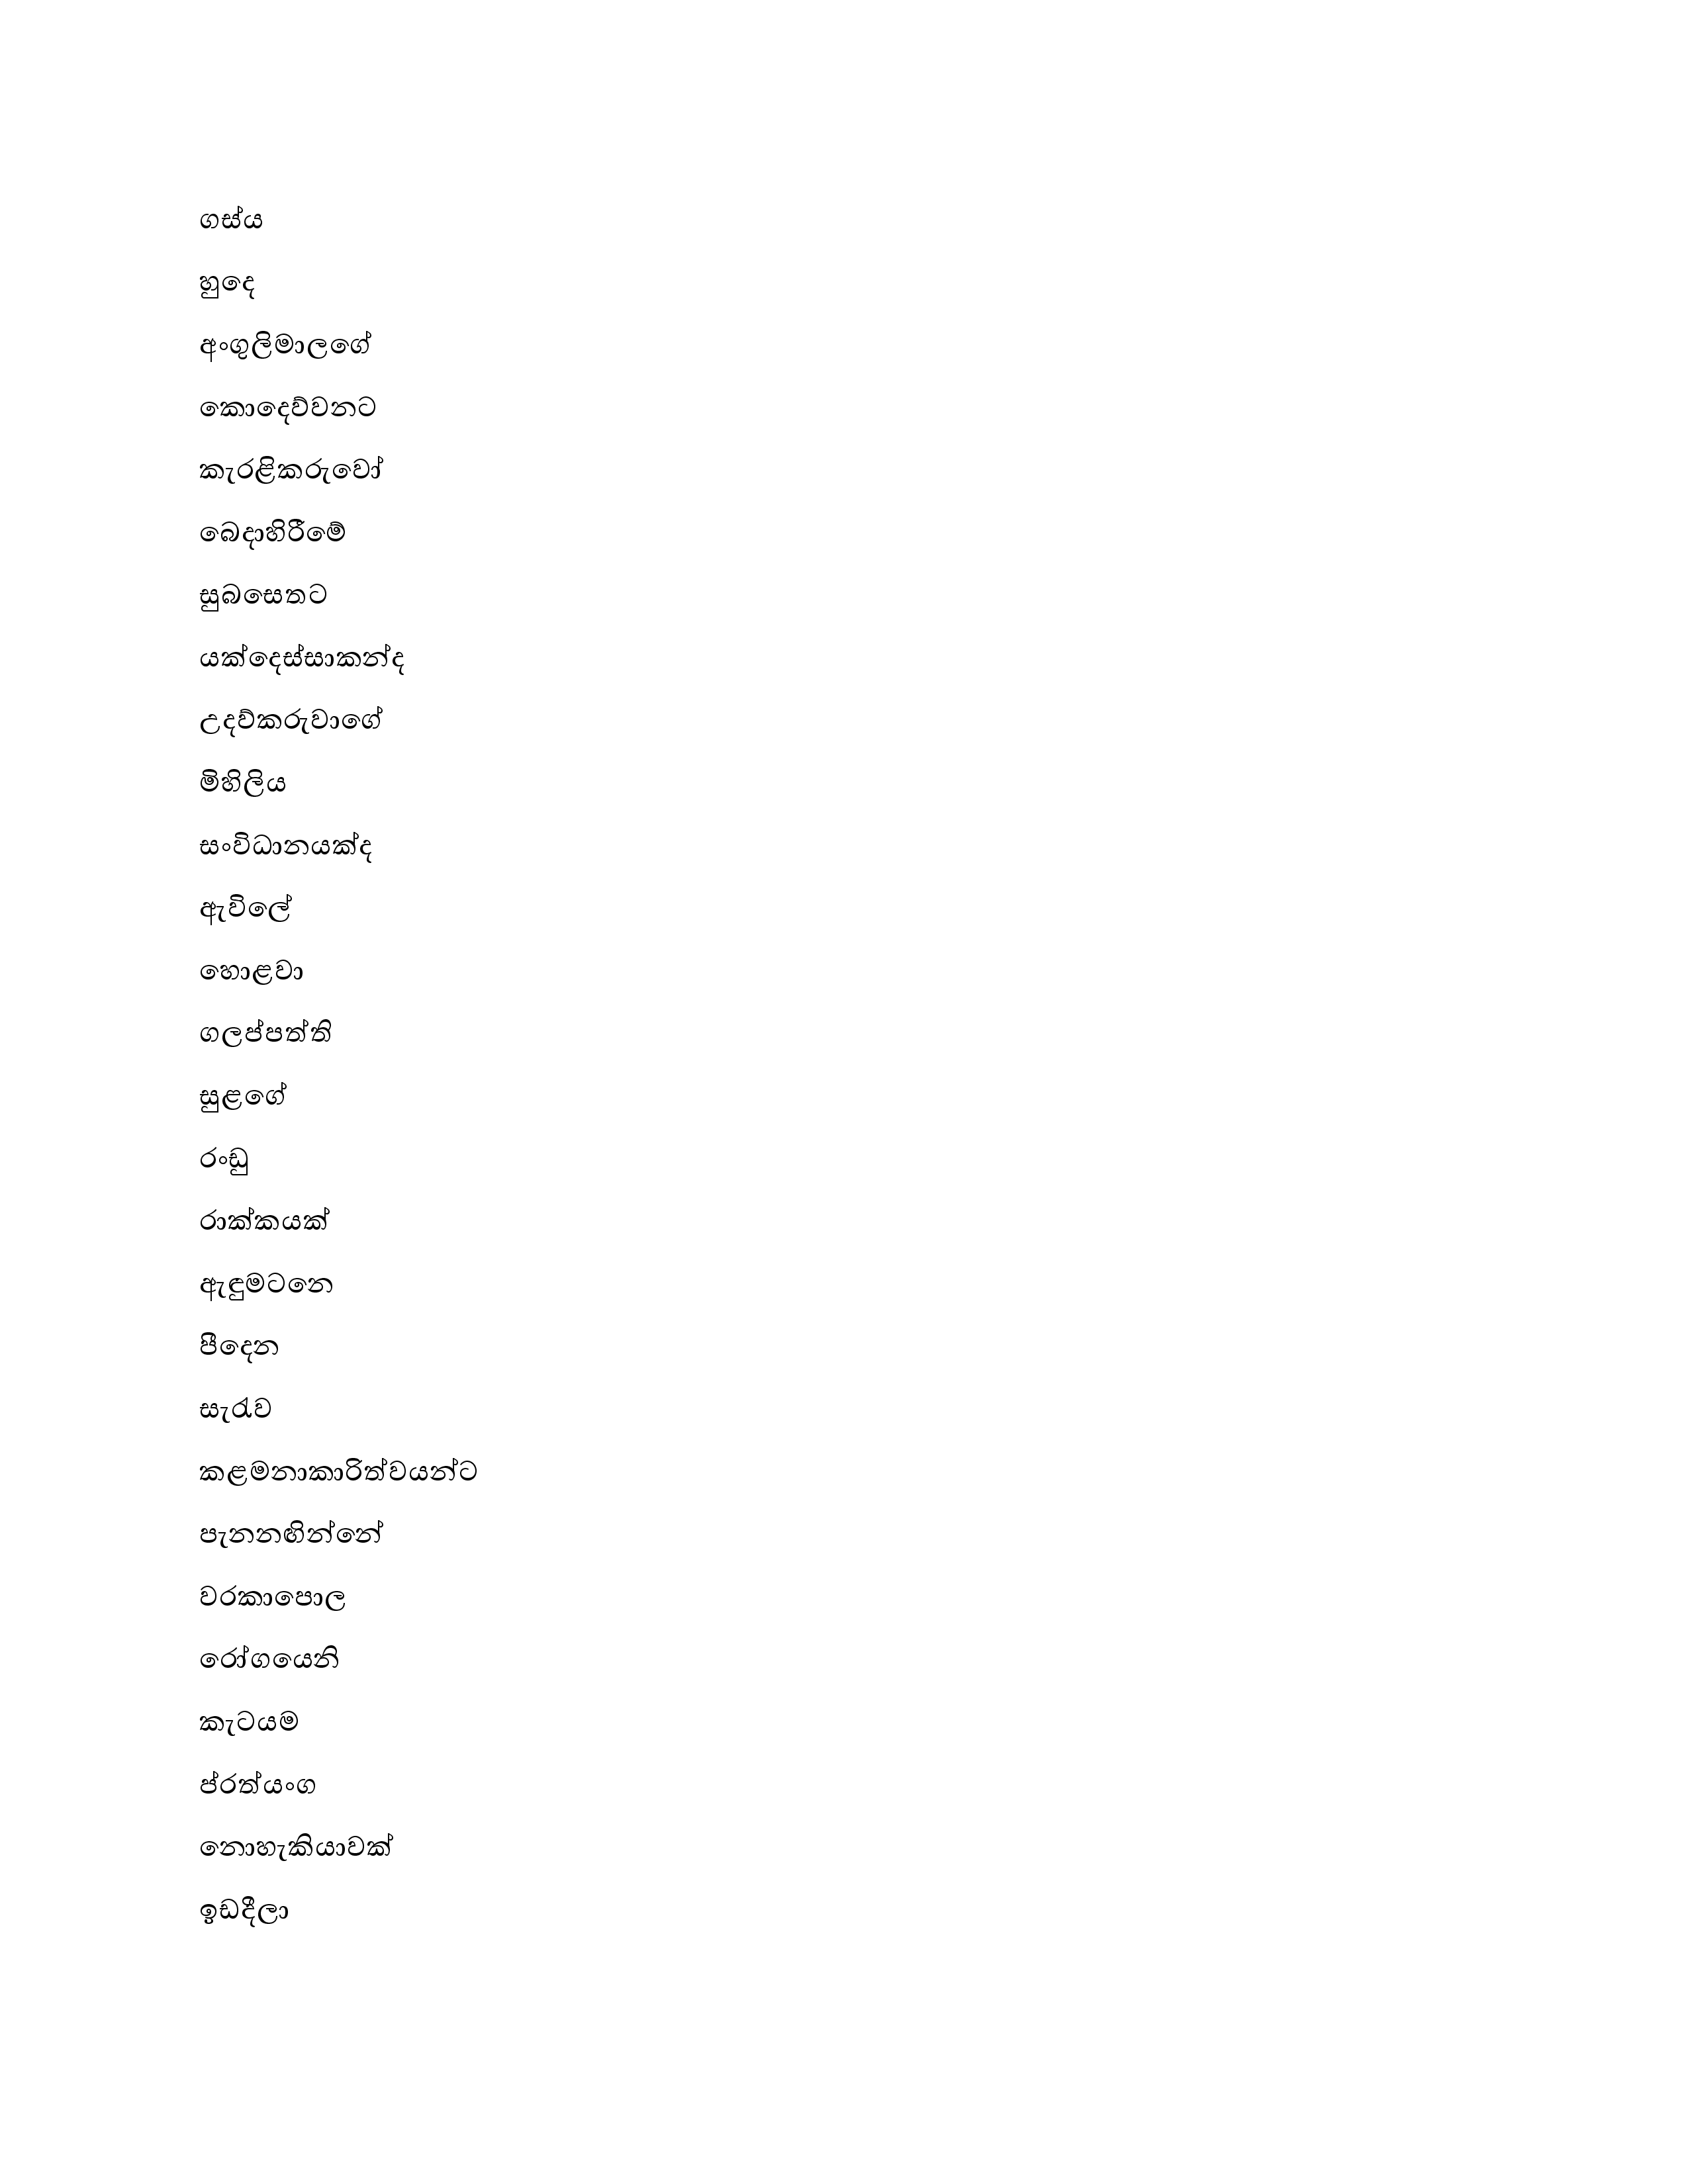 ගස්ය
හුදෙ
අංගුලිමාලගේ
කොදෙව්වනට
කැරළිකරුවෝ
බෙදාහිරීමේ
සුබසෙතට
යක්දෙස්සාකන්ද
උදව්කරුවාගේ
මිහිලිය
සංවිධානයක්ද
ඇවිලේ
හොළවා
ගලප්පත්ති
සුළගේ
රංඩු
රාක්කයක්
ඇඳුමටනෙ
පීදෙන
සැරැව
කළමනාකාරිත්වයන්ට
පැනනඟින්නේ
වරකාපොල
රෝගයෙනි
කැටයම
ප්රත්යංග
නොහැකියාවක්
ඉඩදීලා